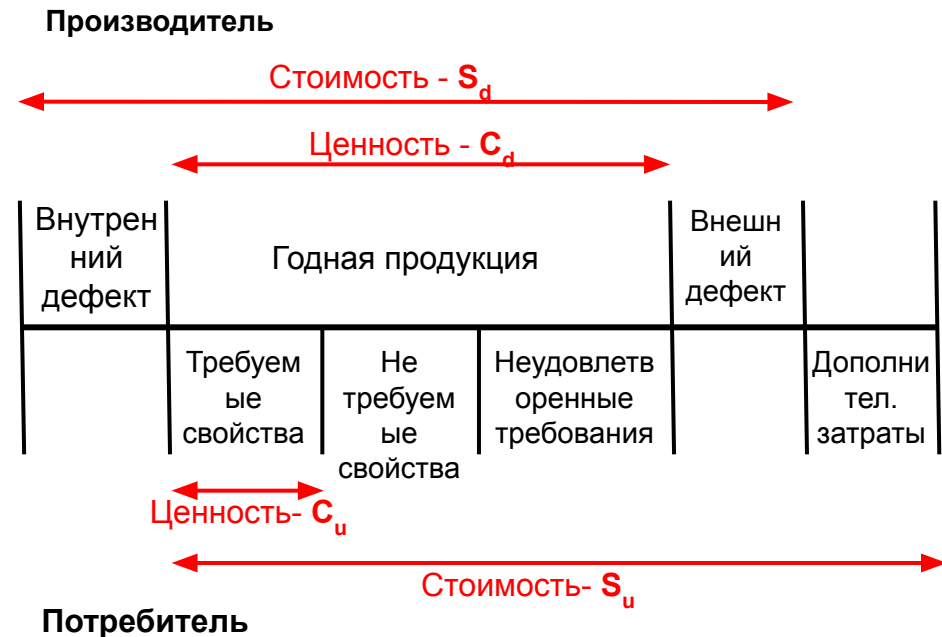 Производитель
Стоимость - Sd
Ценность - Cd
Внутрен
ний
дефект
Годная продукция
Внешн
ий
дефект
Требуем
ые
свойства
Не
требуем
ые
свойства
Неудовлетв
оренные
требования
Дополни
тел.
затраты
Ценность- Cu
Стоимость- Su
Потребитель